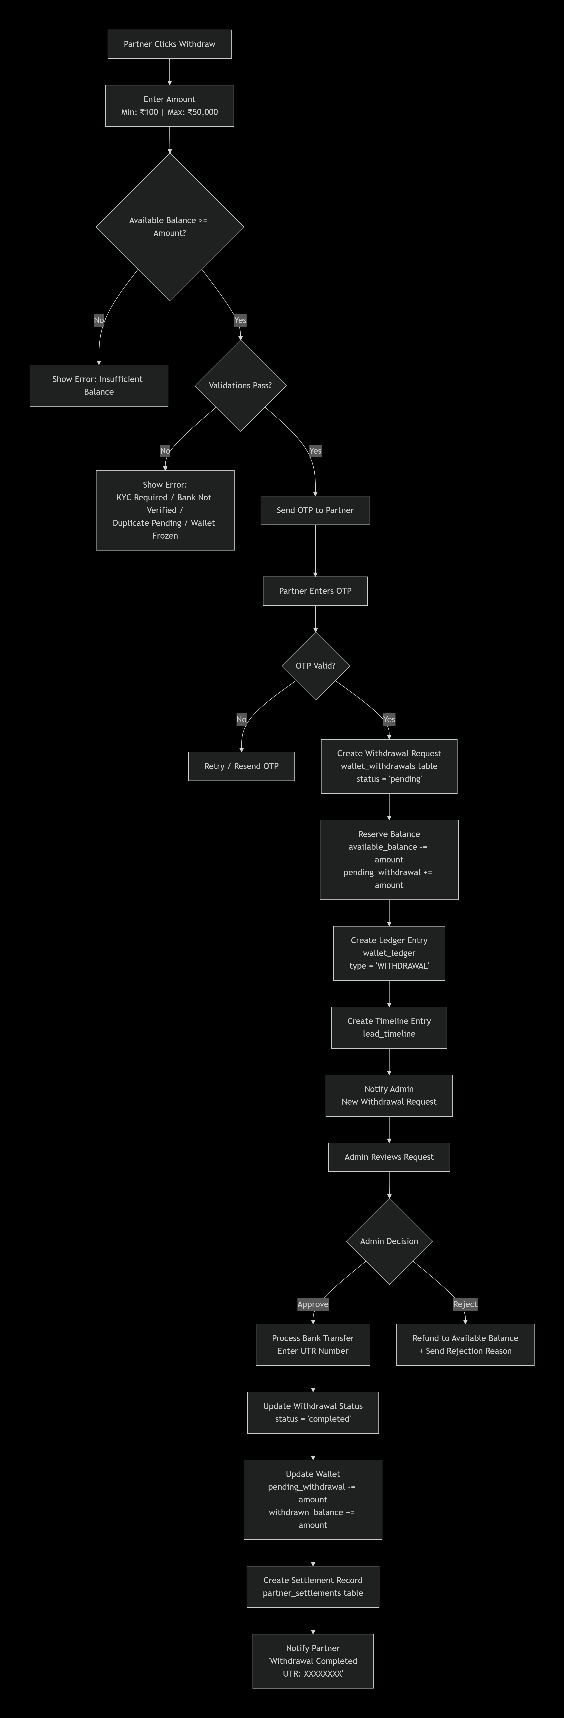 Partner Clicks Withdraw
Enter Amount
Min: ₹100 | Max: ₹50,000
Available Balance >=
Amount?
No
Yes
Show Error: Insufficient
Balance
Validations Pass?
No
Yes
Show Error:
KYC Required / Bank Not
Verified /
Duplicate Pending / Wallet
Frozen
Send OTP to Partner
Partner Enters OTP
OTP Valid?
No
Yes
Retry / Resend OTP
Create Withdrawal Request
wallet_withdrawals table
status = 'pending'
Reserve Balance
available_balance -=
amount
pending_withdrawal +=
amount
Create Ledger Entry
wallet_ledger
type = 'WITHDRAWAL'
Create Timeline Entry
lead_timeline
Notify Admin
New Withdrawal Request
Admin Reviews Request
Admin Decision
Approve
Reject
Process Bank Transfer
Enter UTR Number
Refund to Available Balance
+ Send Rejection Reason
Update Withdrawal Status
status = 'completed'
Update Wallet
pending_withdrawal -=
amount
withdrawn_balance +=
amount
Create Settlement Record
partner_settlements table
Notify Partner
'Withdrawal Completed
UTR: XXXXXXXX'